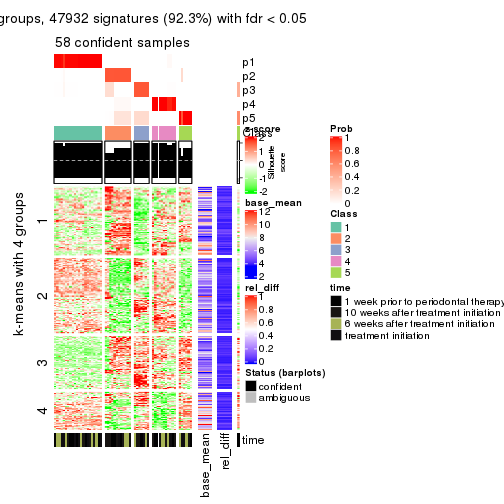 groups, 47932 signatures (92.3%) with fdr < 0.05
58 confident samples
p1
p2
p3
p4
p5
Class
1
0.5
0
Silhouette
score
k-means with 4 groups
1
2
3
4
time
base_mean
rel_diff
z-score
2
1
0
-1
-2
base_mean
12
10
8
6
4
2
rel_diff
1
0.8
0.6
0.4
0.2
0
Status (barplots)
confident
ambiguous
Prob
1
0.8
0.6
0.4
0.2
0
Class
1
2
3
4
5
time
1 week prior to periodontal therapy
10 weeks after treatment initiation
6 weeks after treatment initiation
treatment initiation